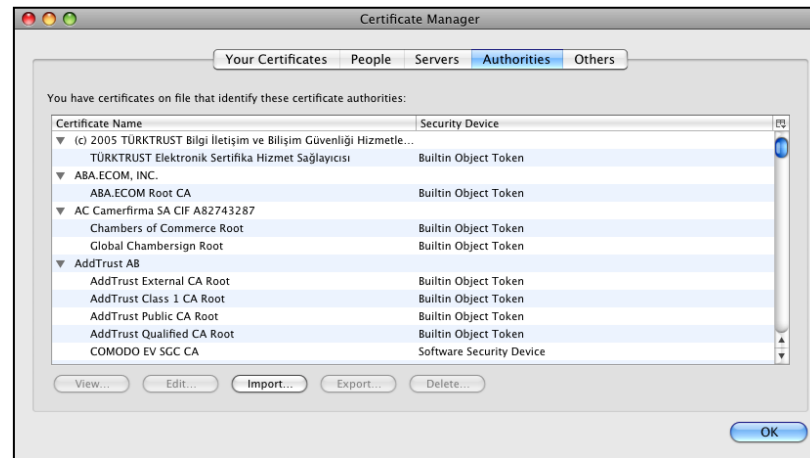 Certificate Manager
Your Certificates People Servers Authorities Others
You have certificates on file that identify these certificate authorities:
Certificate Name Security Device
(c) 2005 TÜRKTRUST Bilgi İletişim ve Bilişim Güvenliği Hizmetle...
TÜRKTRUST Elektronik Sertifika Hizmet Sağlayıcısı Builtin Object Token
ABA.ECOM, INC.
ABA.ECOM Root CA Builtin Object Token
AC Camerfirma SA CIF A82743287
Chambers of Commerce Root Builtin Object Token
Global Chambersign Root Builtin Object Token
AddTrust AB
AddTrust External CA Root Builtin Object Token
AddTrust Class 1 CA Root Builtin Object Token
AddTrust Public CA Root Builtin Object Token
AddTrust Qualified CA Root Builtin Object Token
COMODO EV SGC CA Software Security Device
View... Edit... Import... Export... Delete...
OK